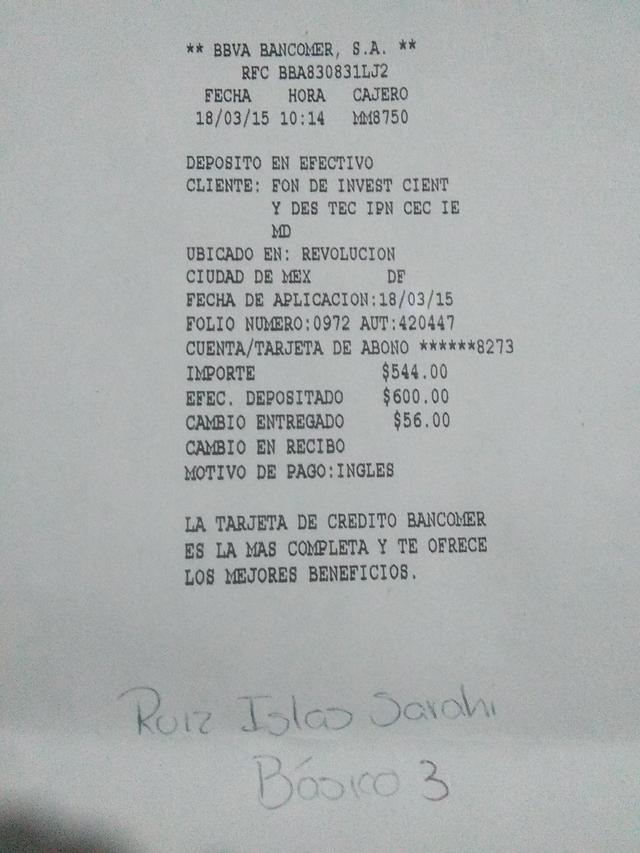 ** BBVA BANCOMER, S.A. **
RFC BBA830831LJ2
FECHA HORA CAJERO
18/03/15 10:14 MM8750
DEPOSITO EN EFECTIVO
CLIENTE: FON DE INVEST CIENT
Y DES TEC IPN CEC IE
MD
UBICADO EN: REVOLUCION
CIUDAD DE MEX DF
FECHA DE APLICACION:18/03/15
FOLIO NUMERO:0972 AUT:420447
CUENTA/TARJETA DE ABONO ******8273
IMPORTE $544.00
EFEC. DEPOSITADO $600.00
CAMBIO ENTREGADO $56.00
CAMBIO EN RECIBO
MOTIVO DE PAGO:INGLES
LA TARJETA DE CREDITO BANCOMER
ES LA MAS COMPLETA Y TE OFRECE
LOS MEJORES BENEFICIOS.
Ruiz Islas Sarahi
Básico 3